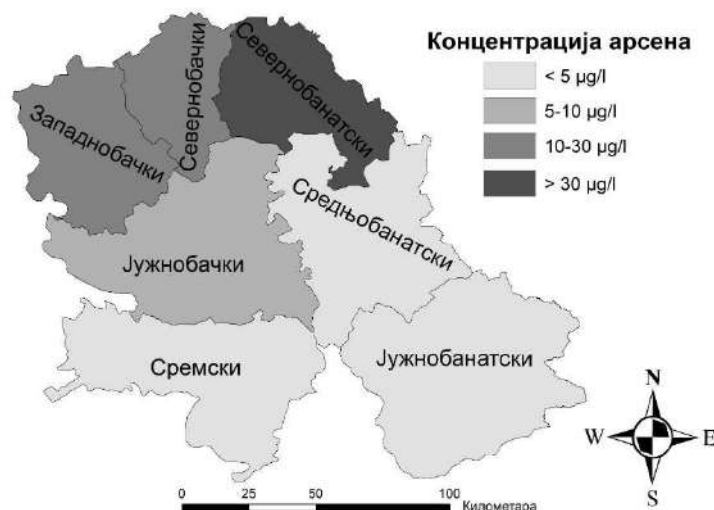 Концентрација арсена
< 5 µg/l
5-10 µg/l
10-30 µg/l
> 30 µg/l
Севернобачки
Севернобанатски
Западнобачки
Средњобанатски
Јужнобачки
Сремски
Јужнобанатски
N
W E
S
0 25 50 100
Километара